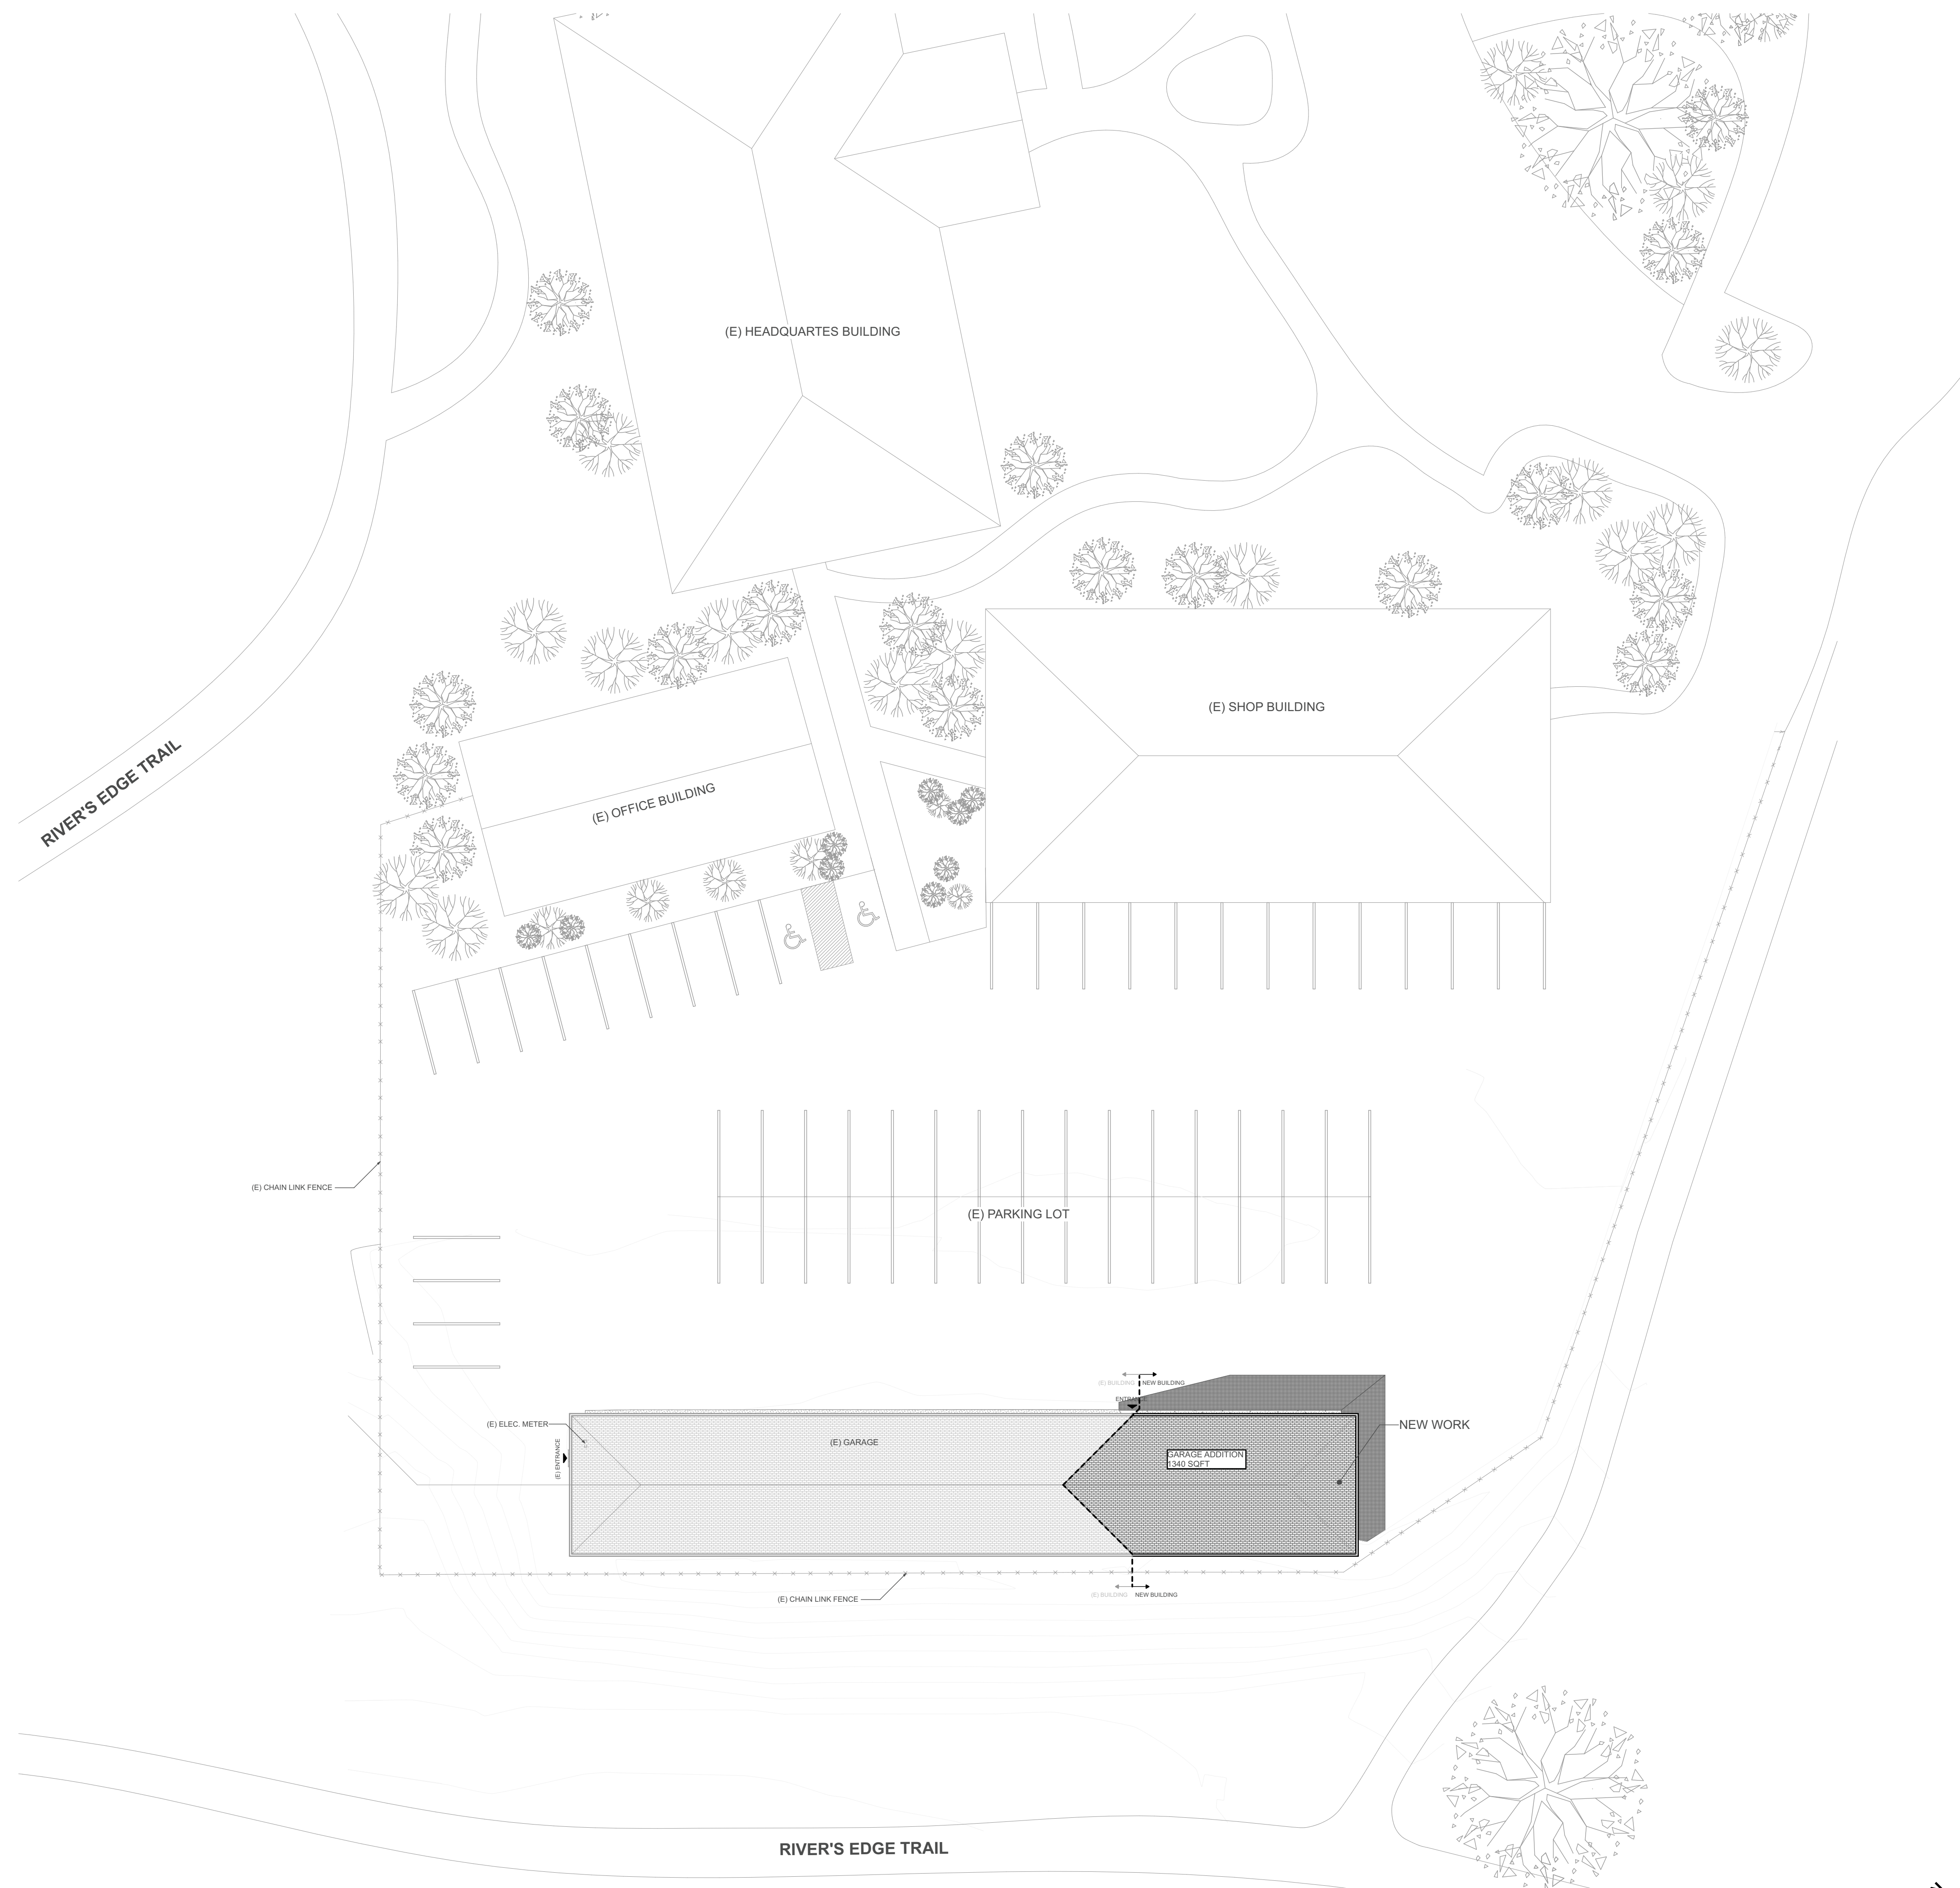 (E) HEADQUARTES BUILDING
(E) SHOP BUILDING
RIVER'S EDGE TRAIL
(E) OFFICE BUILDING
(E) CHAIN LINK FENCE
(E) PARKING LOT
(E) BUILDING
NEW BUILDING
(E) ELEC. METER
NEW WORK
(E) GARAGE
(E) ENTRANCE
GARAGE ADDITION
1340 SQFT
(E) BUILDING
NEW BUILDING
(E) CHAIN LINK FENCE
RIVER'S EDGE TRAIL